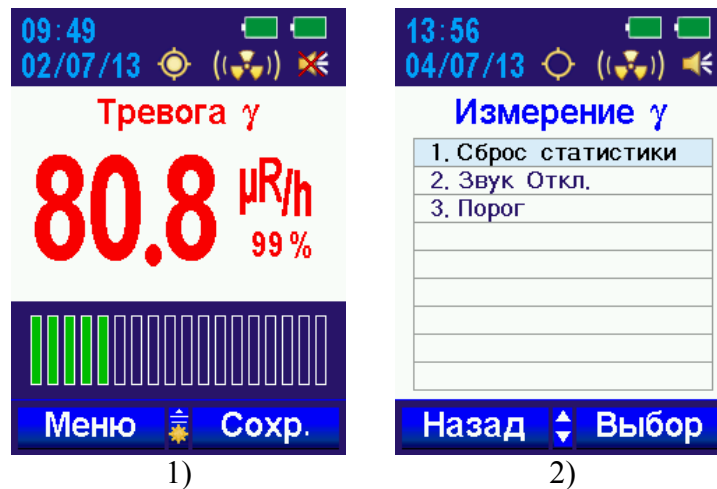 09:49
02/07/13
Тревога γ
80.8 µR/h
99 %
Меню Сохр.
1)
13:56
04/07/13
Измерение γ
1. Сброс статистики
2. Звук Откл.
3. Порог
Назад Выбор
2)